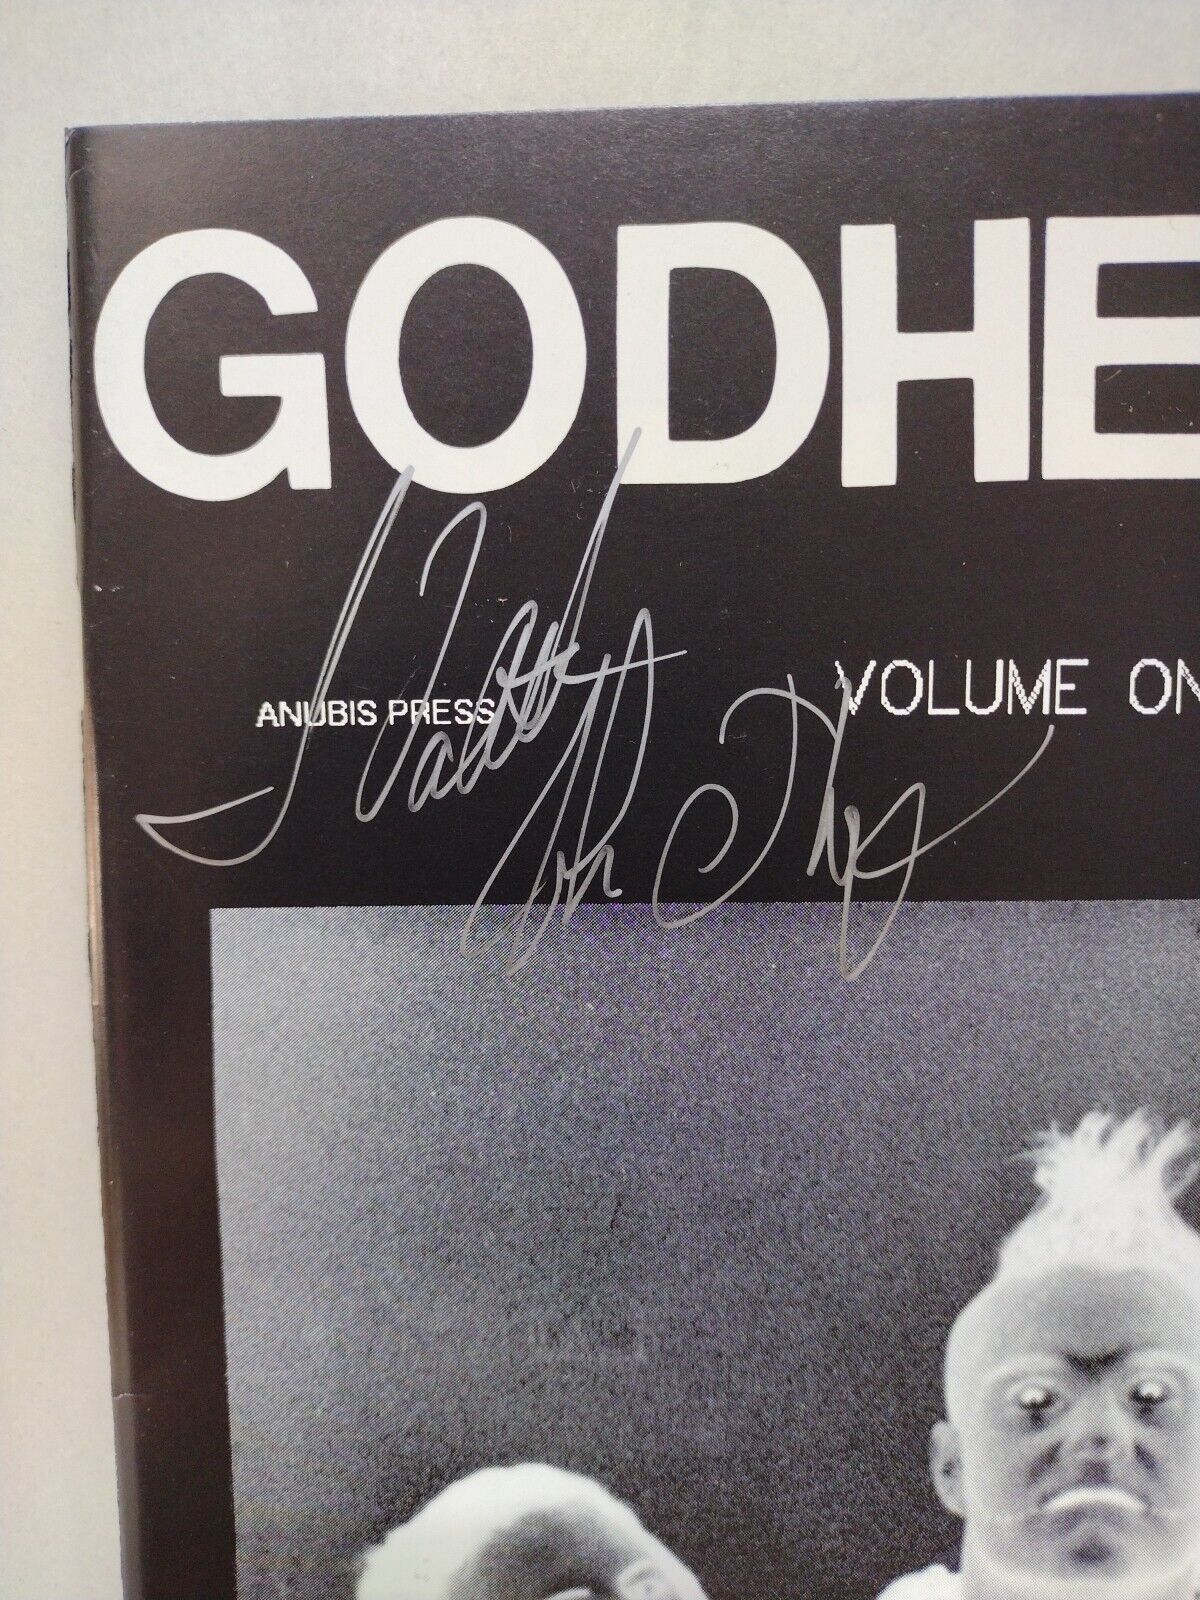 GODHE
ANUBIS PRESS
VOLUME ON